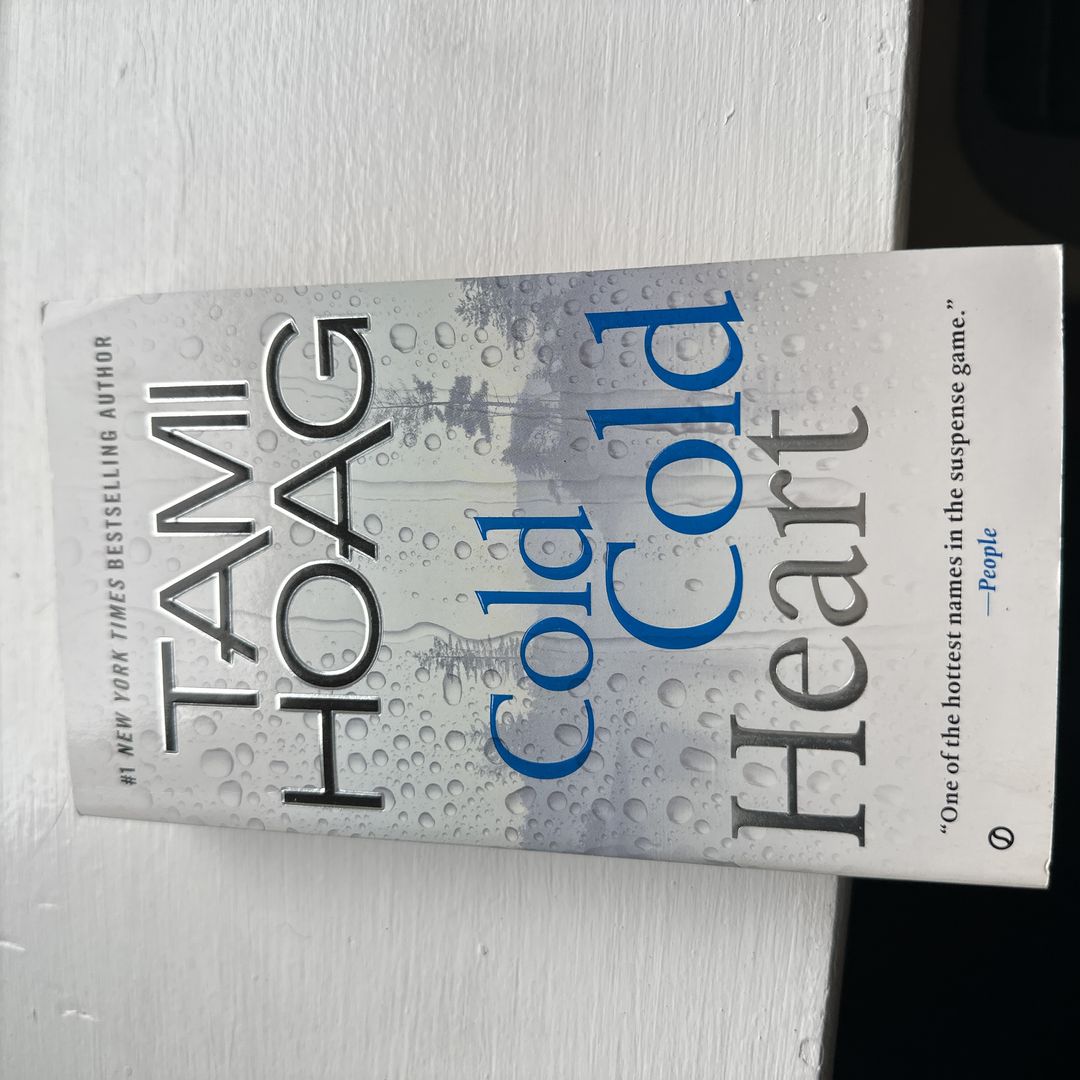 #1 NEW YORK TIMES BESTSELLING AUTHOR
TAMI
HOAG
Cold
Cold
Heart
“One of the hottest names in the suspense game.”
—People